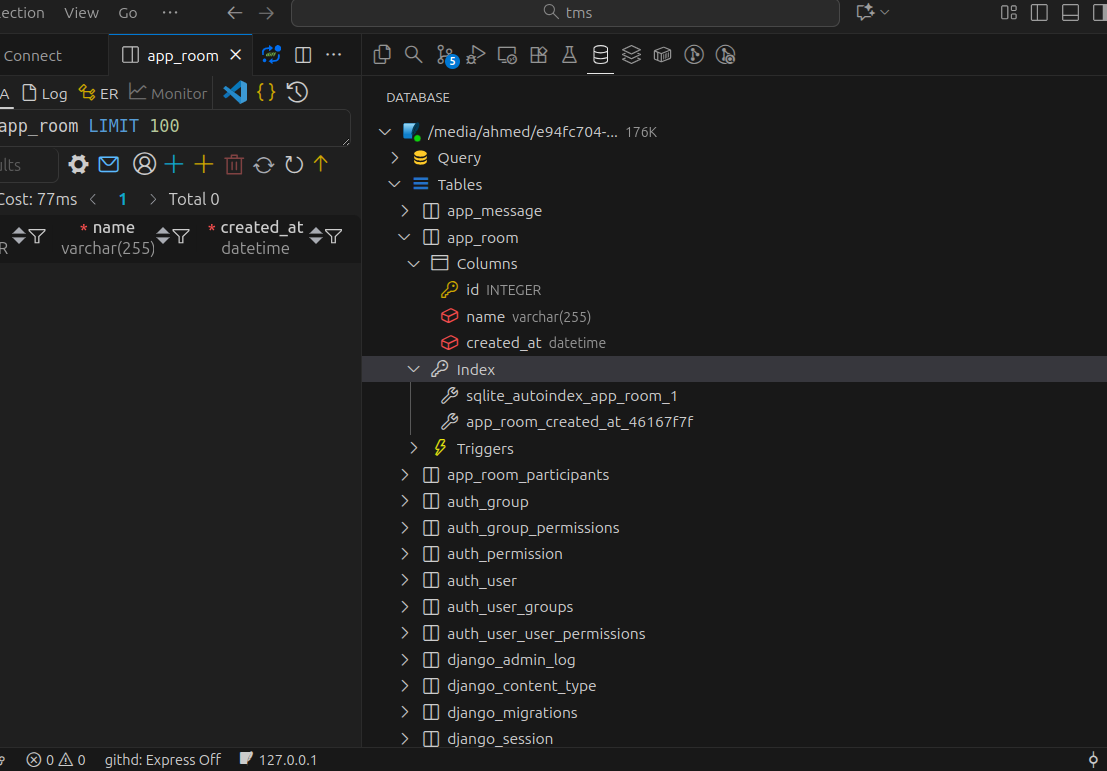 ection View Go ··· tms
Connect app_room
A Log ER Monitor { }
app_room LIMIT 100
ults
Cost: 77ms 1 Total 0
R * name * created_at
varchar(255) datetime
5
DATABASE
/media/ahmed/e94fc704-... 176K
Query
Tables
app_message
app_room
Columns
id INTEGER
name varchar(255)
created_at datetime
Index
sqlite_autoindex_app_room_1
app_room_created_at_46167f7f
Triggers
app_room_participants
auth_group
auth_group_permissions
auth_permission
auth_user
auth_user_groups
auth_user_user_permissions
django_admin_log
django_content_type
django_migrations
django_session
0 0 githd: Express Off 127.0.0.1